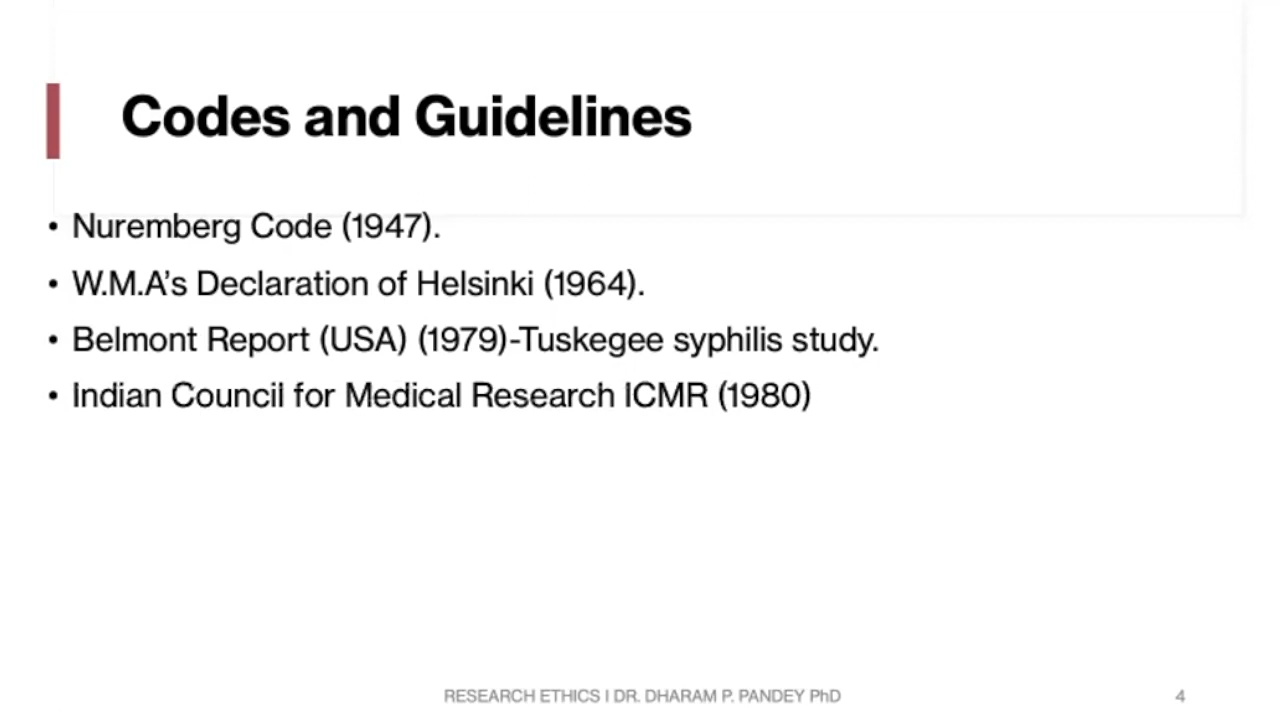 Codes and Guidelines
• Nuremberg Code (1947).
• W.M.A’s Declaration of Helsinki (1964).
• Belmont Report (USA) (1979)-Tuskegee syphilis study.
• Indian Council for Medical Research ICMR (1980)
RESEARCH ETHICS I DR. DHARAM P. PANDEY PhD
4